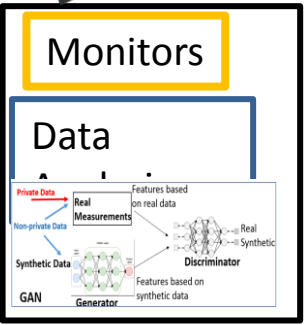 Monitors
Data
Private Data
Real
Measurements
Features based
on real data
Non-private Data
Real
Synthetic
Discriminator
Synthetic Data
Features based on
synthetic data
GAN
Generator